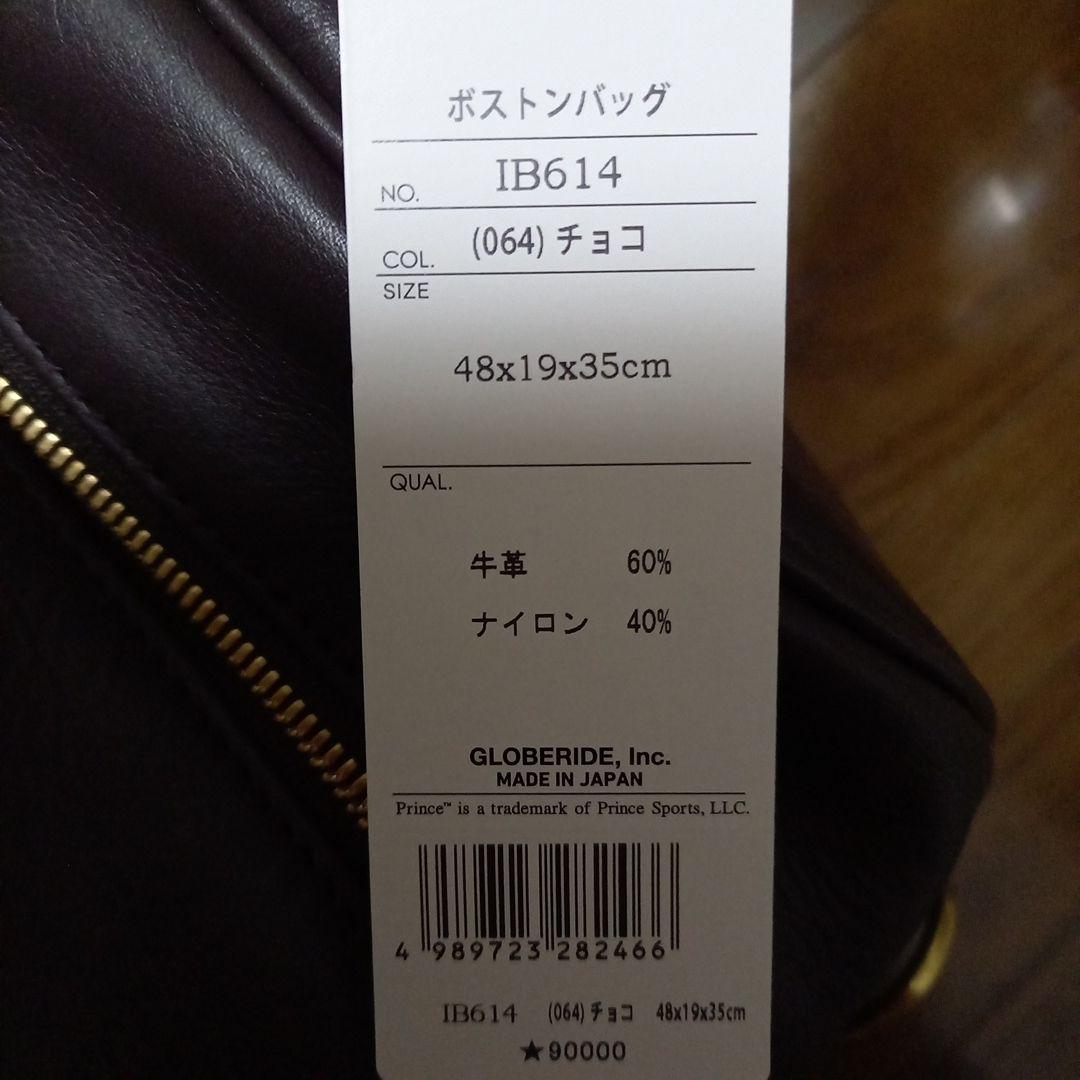 ボストンバッグ
NO. IB614
COL. (064)チョコ
SIZE
48x19x35cm
QUAL.
牛革 60%
ナイロン 40%
GLOBERIDE, Inc.
MADE IN JAPAN
Prince™ is a trademark of Prince Sports, LLC.
4 989723 282466
IB614 (064)チョコ 48x19x35cm
★90000